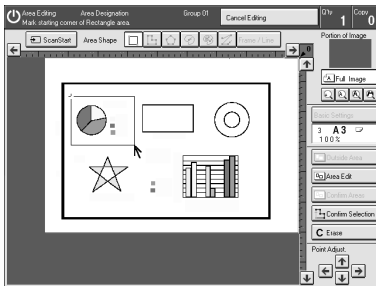 Area Editing Area Designation Group 01 Cancel Editing Q'ty. 1 Copy 0
Mark starting corner of Rectangle area.
ScanStart Area Shape Frame / Line
Portion of Image
Full Image
Basic Settings
3 A3
100%
Outside Area
Area Edit
Confirm Areas
Confirm Selection
C Erase
Point Adjust.